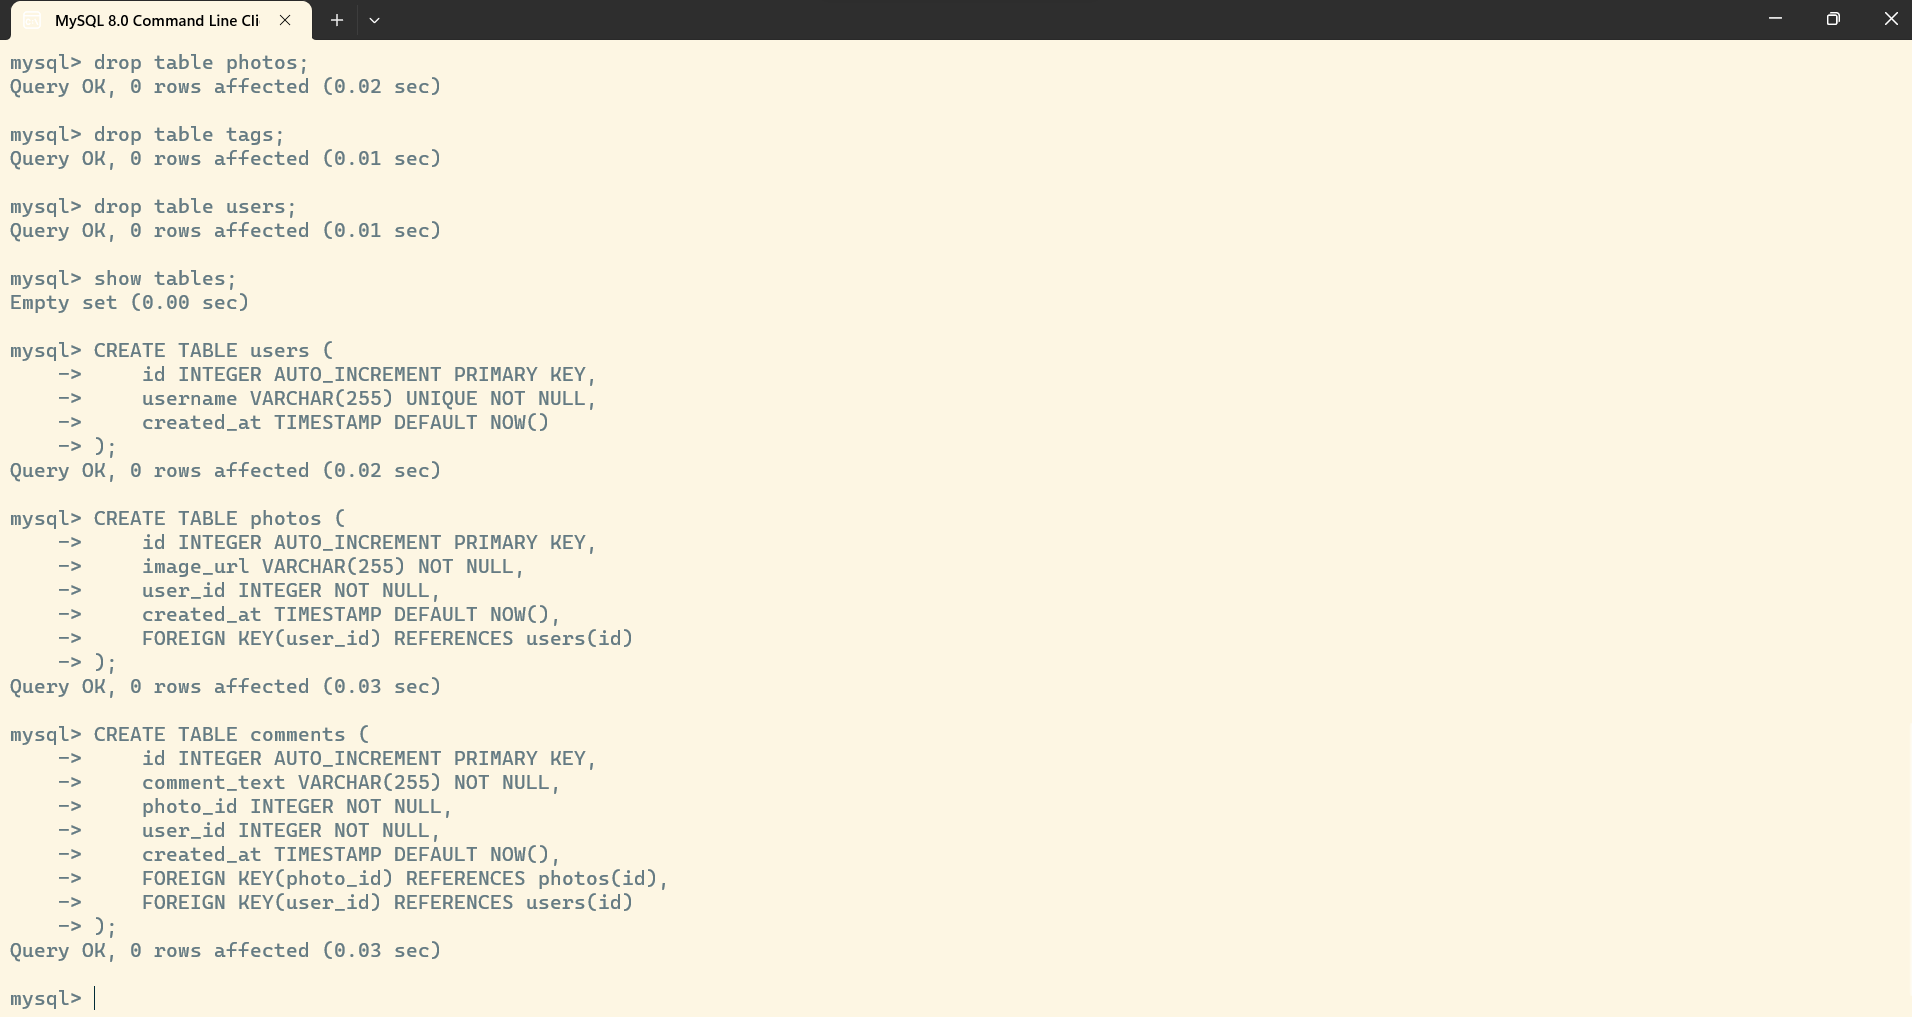 MySQL 8.0 Command Line Cli
mysql> drop table photos;
Query OK, 0 rows affected (0.02 sec)

mysql> drop table tags;
Query OK, 0 rows affected (0.01 sec)

mysql> drop table users;
Query OK, 0 rows affected (0.01 sec)

mysql> show tables;
Empty set (0.00 sec)

mysql> CREATE TABLE users (
    ->     id INTEGER AUTO_INCREMENT PRIMARY KEY,
    ->     username VARCHAR(255) UNIQUE NOT NULL,
    ->     created_at TIMESTAMP DEFAULT NOW()
    -> );
Query OK, 0 rows affected (0.02 sec)

mysql> CREATE TABLE photos (
    ->     id INTEGER AUTO_INCREMENT PRIMARY KEY,
    ->     image_url VARCHAR(255) NOT NULL,
    ->     user_id INTEGER NOT NULL,
    ->     created_at TIMESTAMP DEFAULT NOW(),
    ->     FOREIGN KEY(user_id) REFERENCES users(id)
    -> );
Query OK, 0 rows affected (0.03 sec)

mysql> CREATE TABLE comments (
    ->     id INTEGER AUTO_INCREMENT PRIMARY KEY,
    ->     comment_text VARCHAR(255) NOT NULL,
    ->     photo_id INTEGER NOT NULL,
    ->     user_id INTEGER NOT NULL,
    ->     created_at TIMESTAMP DEFAULT NOW(),
    ->     FOREIGN KEY(photo_id) REFERENCES photos(id),
    ->     FOREIGN KEY(user_id) REFERENCES users(id)
    -> );
Query OK, 0 rows affected (0.03 sec)

mysql>